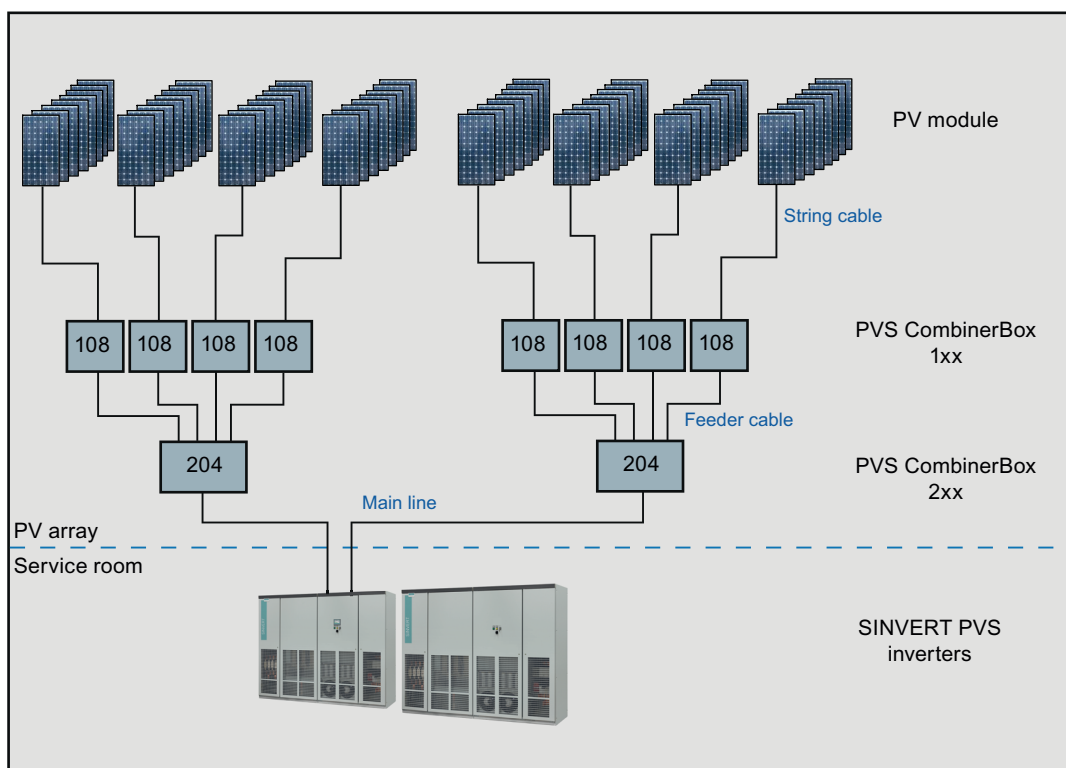 PV module
String cable
108 108 108 108 108 108 108 108
PVS CombinerBox
1xx
Feeder cable
204 204
PVS CombinerBox
2xx
Main line
PV array
Service room
SINVERT PVS
inverters